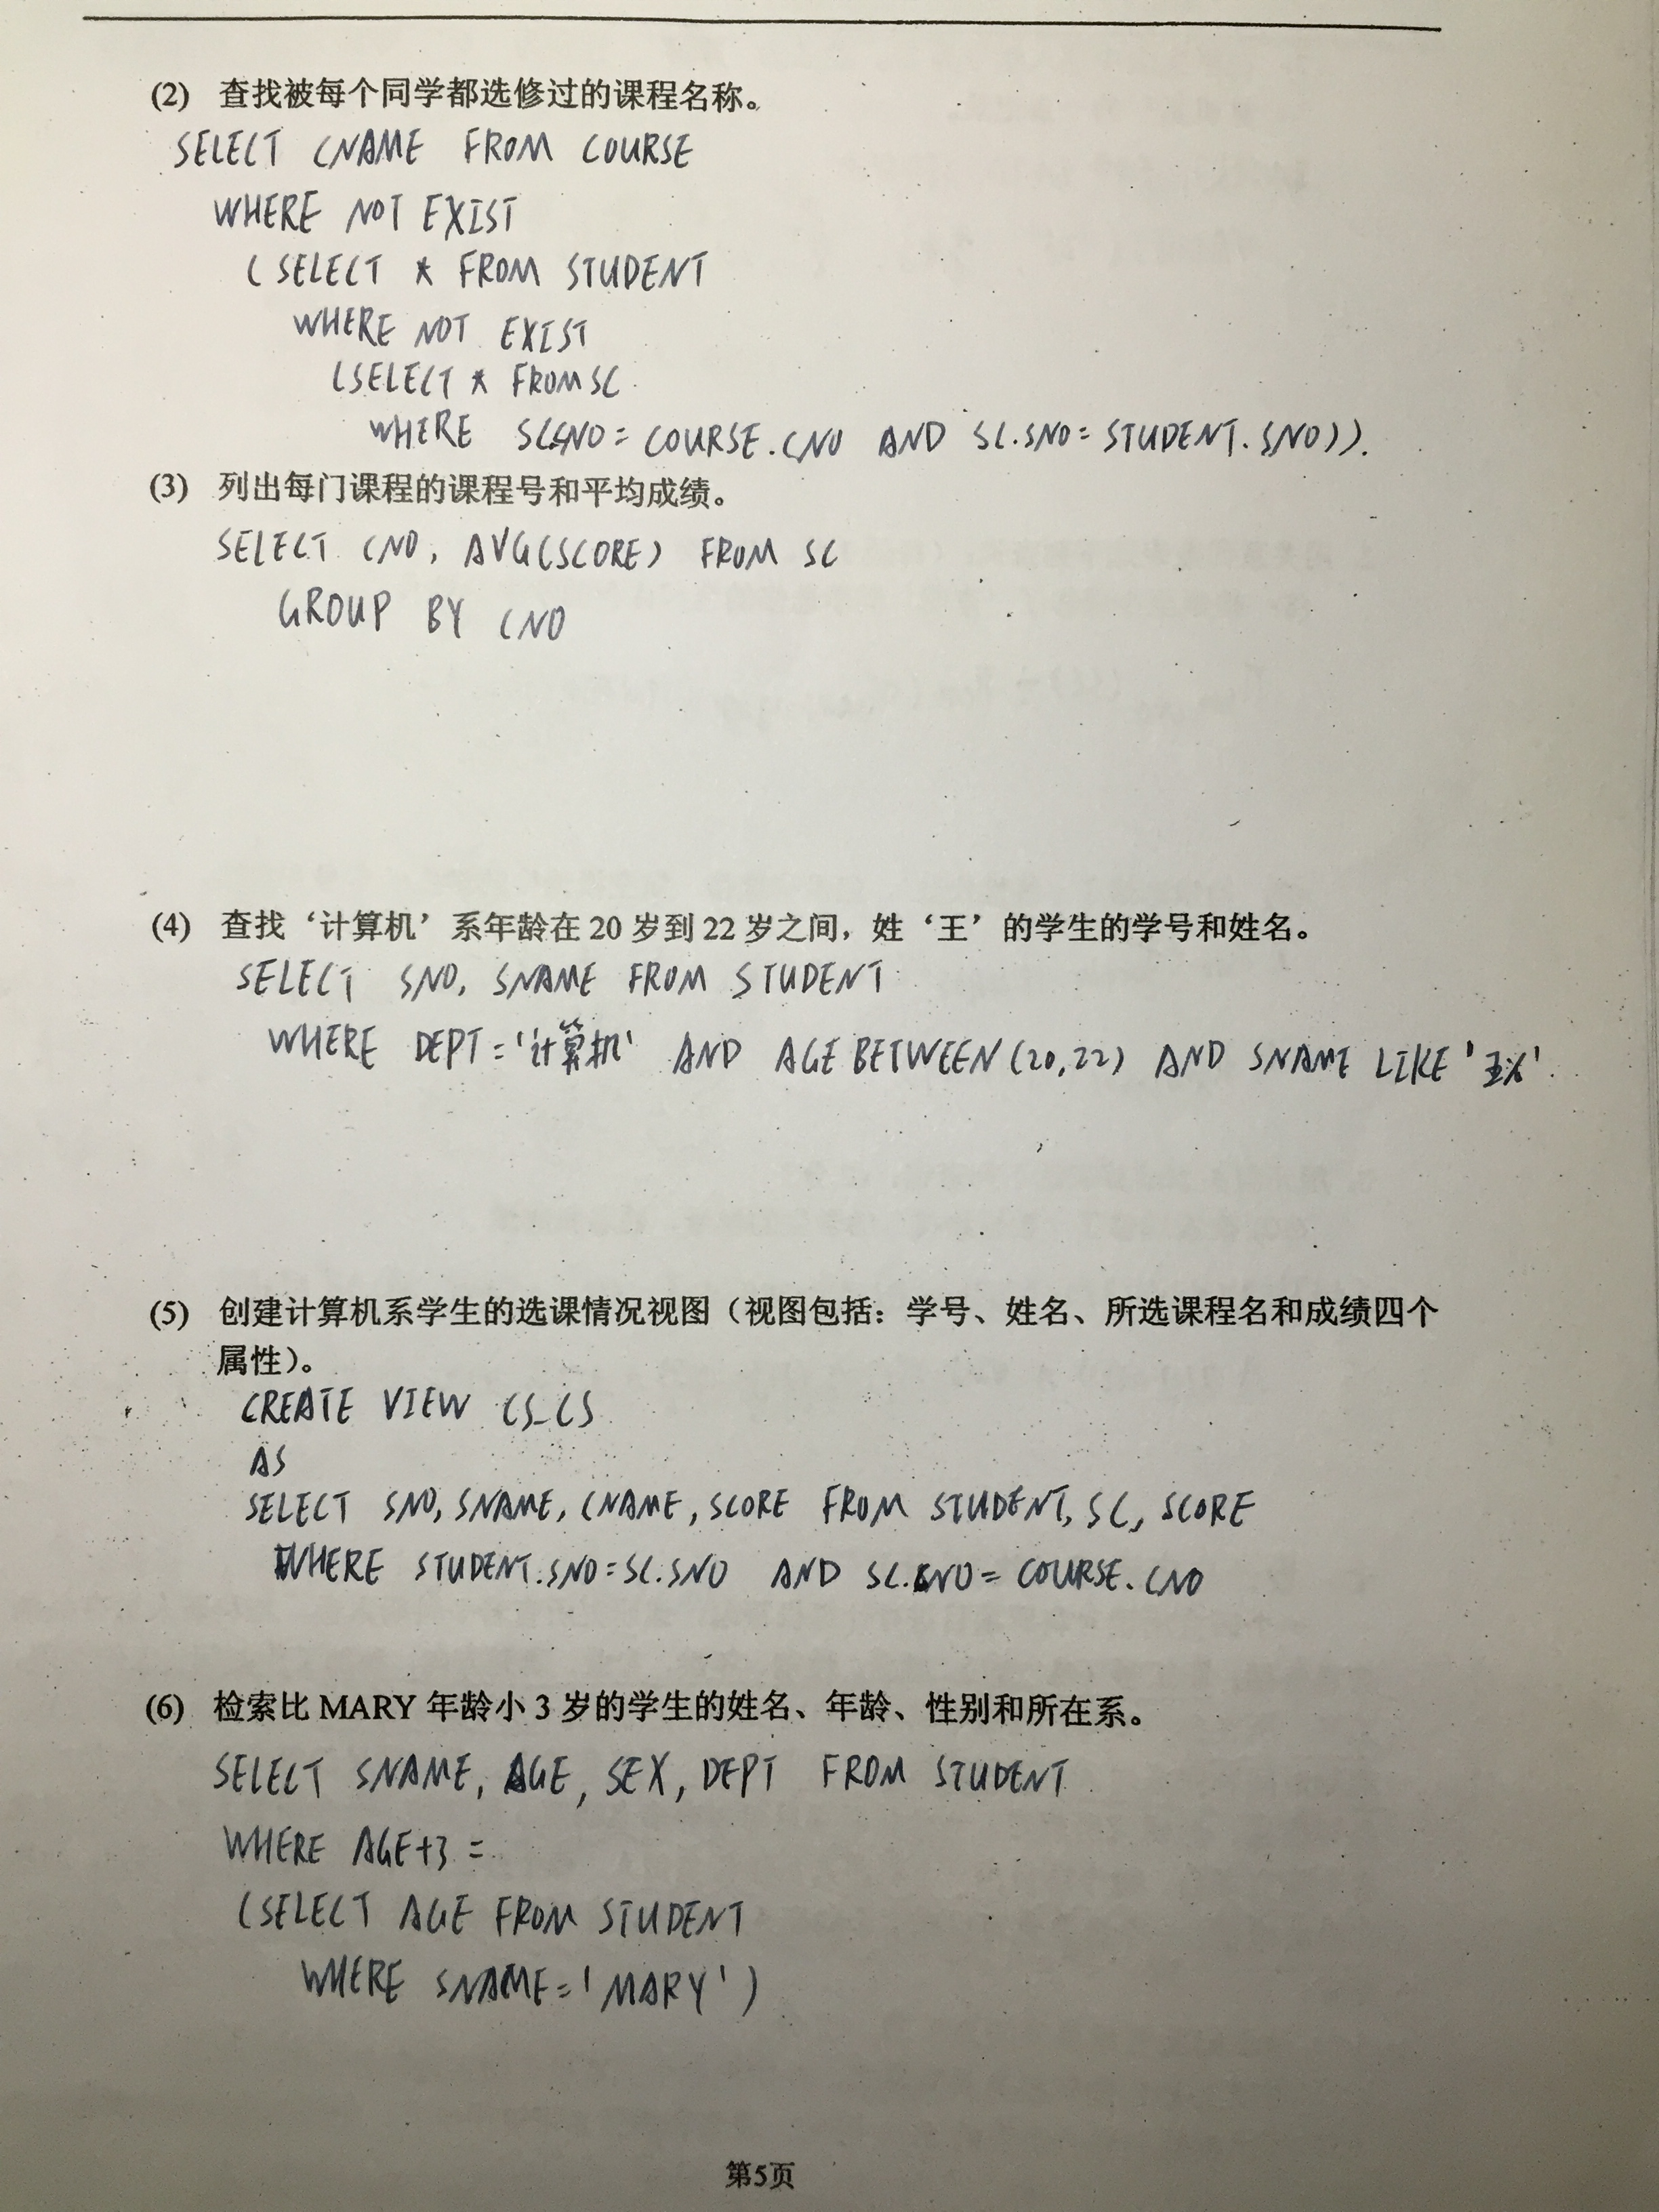 (2) 查找被每个同学都选修过的课程名称。
SELECT CNAME FROM COURSE
WHERE NOT EXIST
(SELECT * FROM STUDENT
WHERE NOT EXIST
(SELECT * FROM SC
WHERE SC.CNO = COURSE.CNO AND SC.SNO = STUDENT.SNO)).
(3) 列出每门课程的课程号和平均成绩。
SELECT CNO, AVG(SCORE) FROM SC
GROUP BY CNO
(4) 查找‘计算机’系年龄在 20 岁到 22 岁之间，姓‘王’的学生的学号和姓名。
SELECT SNO, SNAME FROM STUDENT
WHERE DEPT = '计算机' AND AGE BETWEEN (20,22) AND SNAME LIKE '王%'
(5) 创建计算机系学生的选课情况视图（视图包括：学号、姓名、所选课程名和成绩四个
属性）。
CREATE VIEW CS_CS
AS
SELECT SNO, SNAME, CNAME, SCORE FROM STUDENT, SC, SCORE
WHERE STUDENT.SNO = SC.SNO AND SC.CNO = COURSE.CNO
(6) 检索比 MARY 年龄小 3 岁的学生的姓名、年龄、性别和所在系。
SELECT SNAME, AGE, SEX, DEPT FROM STUDENT
WHERE AGE+3 =
(SELECT AGE FROM STUDENT
WHERE SNAME = 'MARY')
第5页